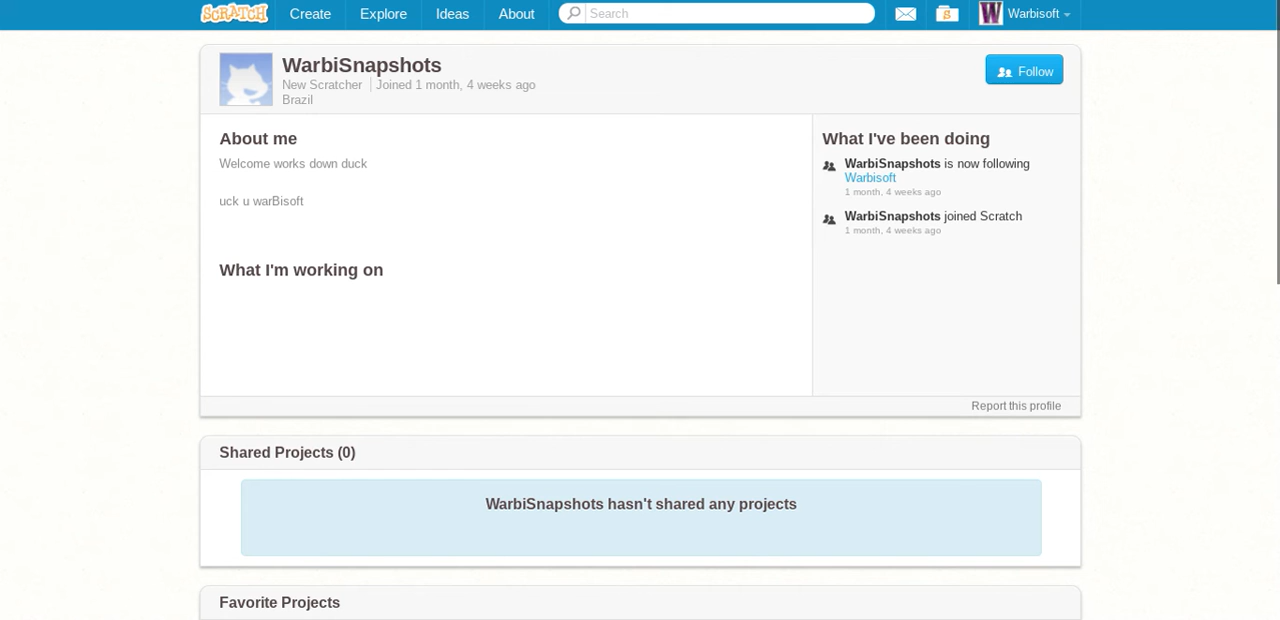 SCRATCH Create Explore Ideas About Search S W Warbisoft
WarbiSnapshots
New Scratcher Joined 1 month, 4 weeks ago
Brazil
Follow
About me
Welcome works down duck
uck u warBisoft
What I'm working on
What I've been doing
WarbiSnapshots is now following
Warbisoft
1 month, 4 weeks ago
WarbiSnapshots joined Scratch
1 month, 4 weeks ago
Report this profile
Shared Projects (0)
WarbiSnapshots hasn't shared any projects
Favorite Projects